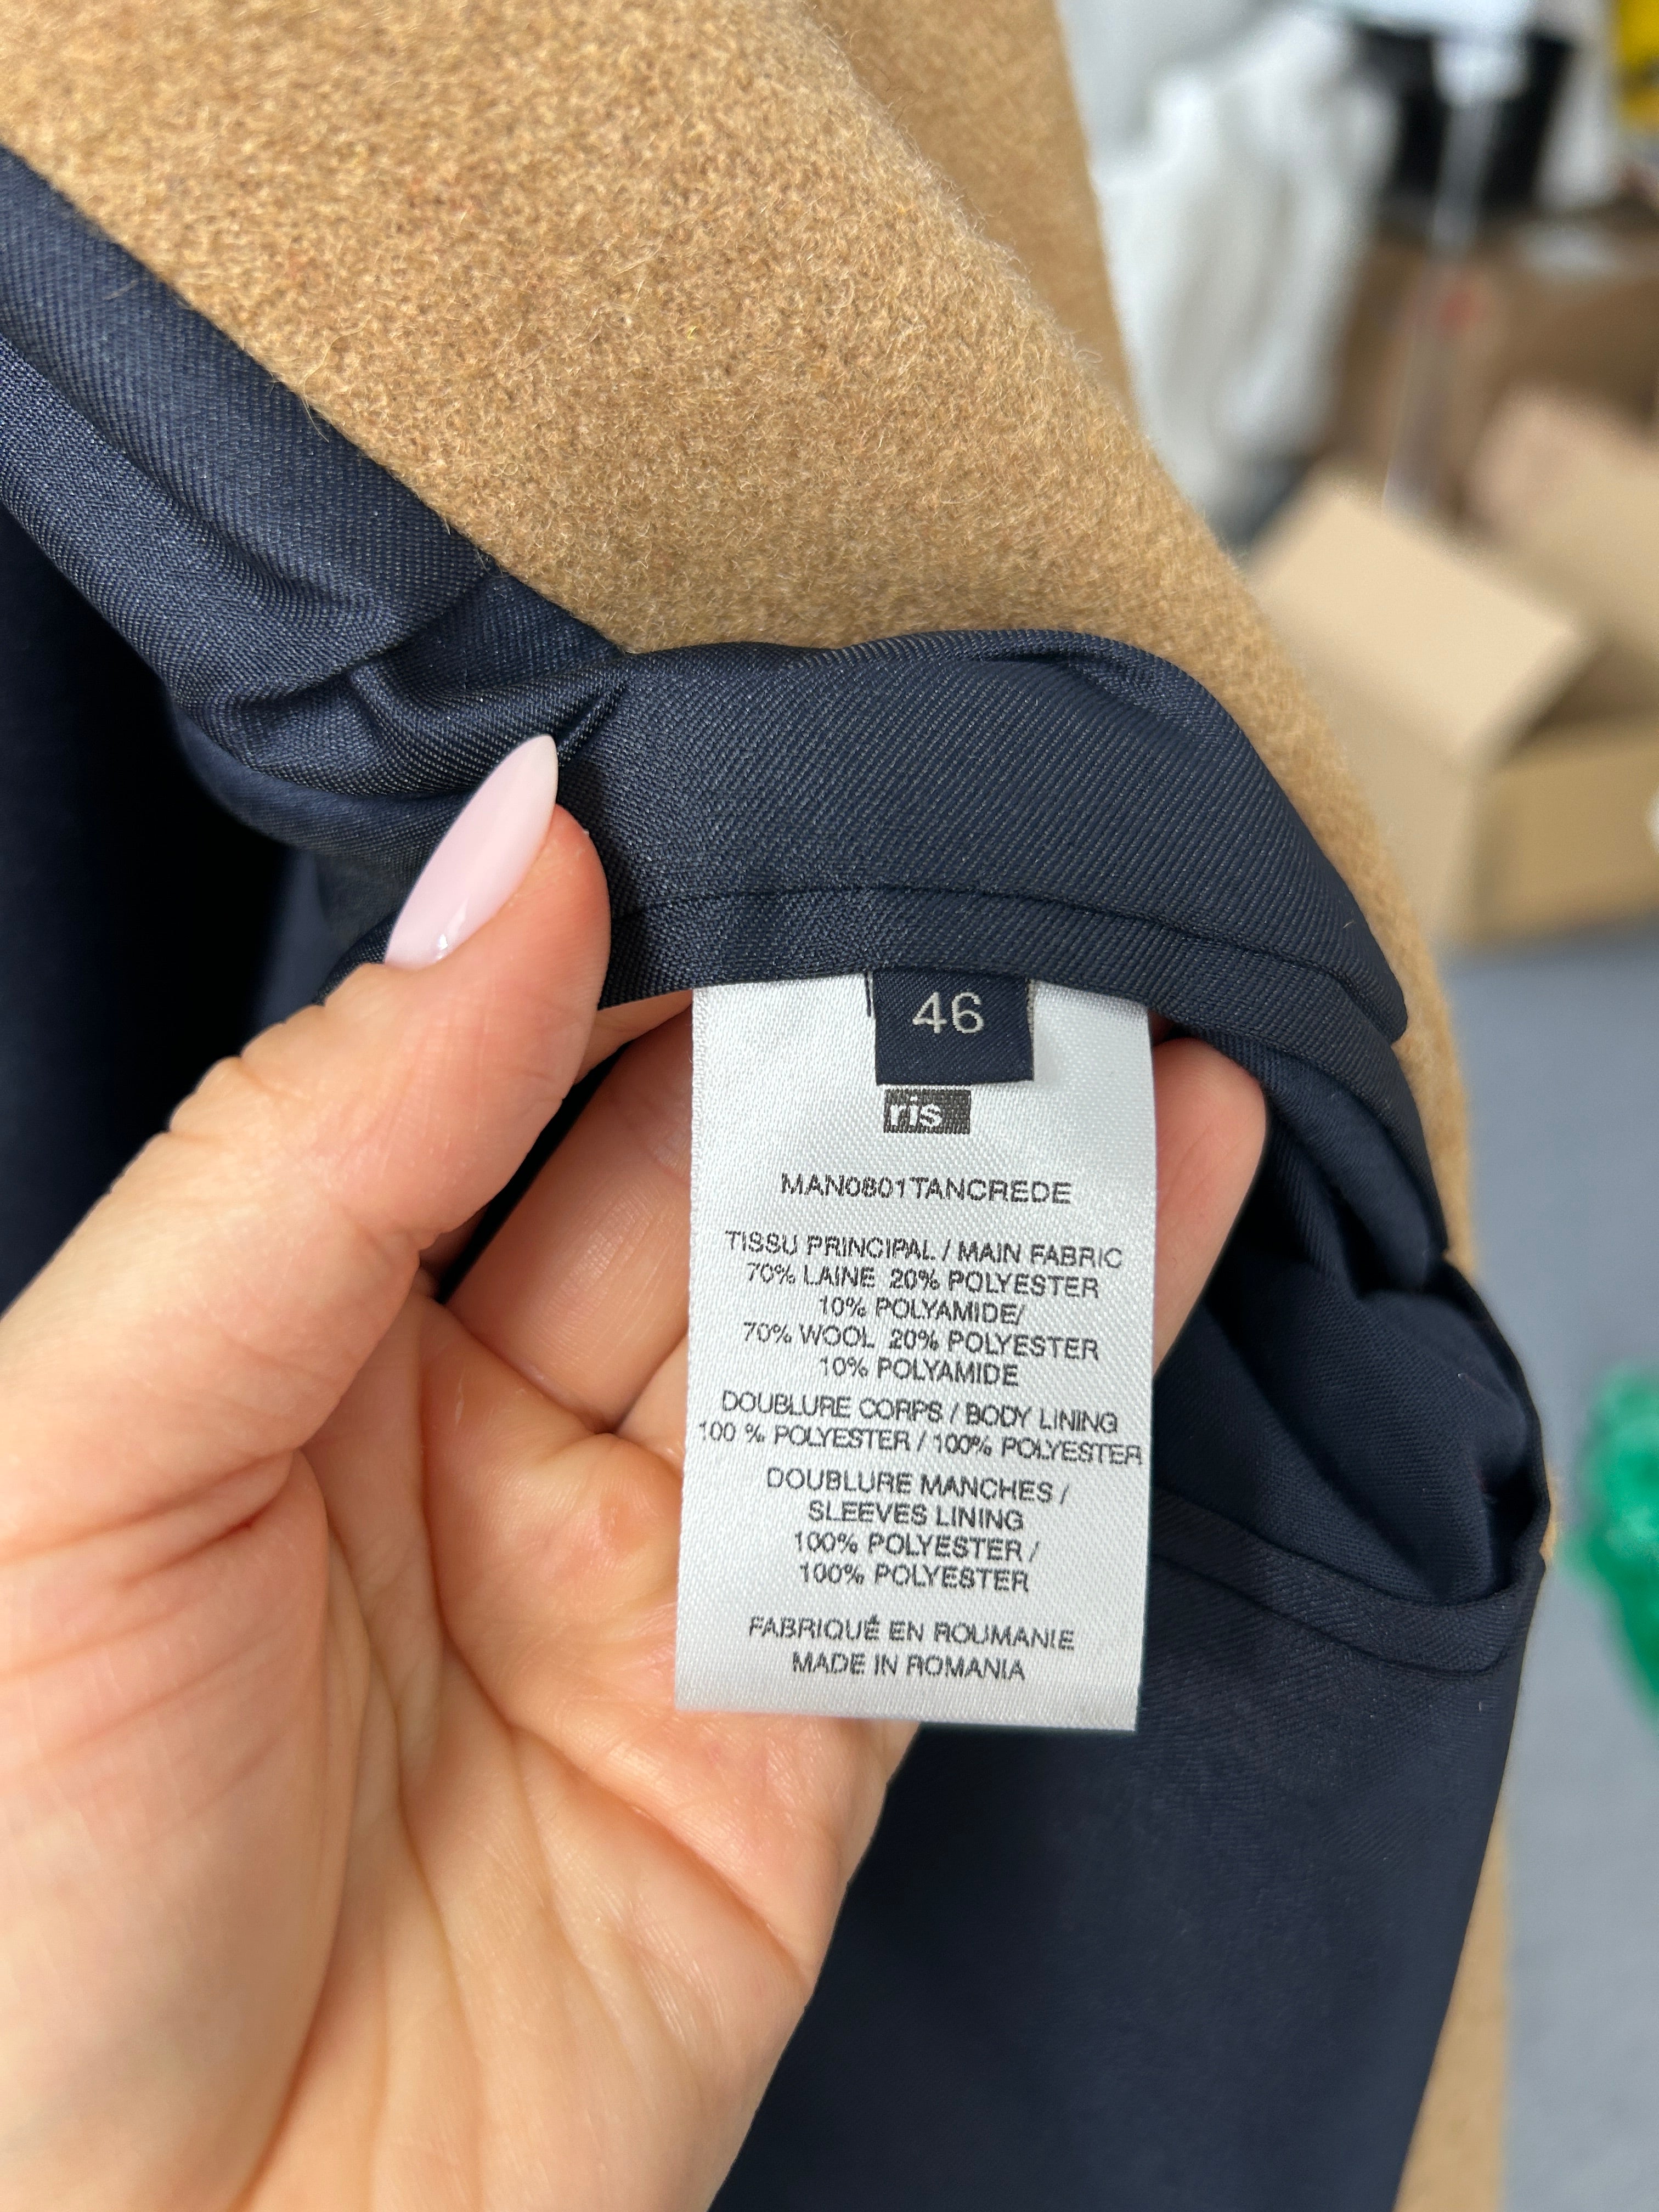 46
ris
MAN0801TANCREDE
TISSU PRINCIPAL / MAIN FABRIC
70% LAINE 20% POLYESTER
10% POLYAMIDE/
70% WOOL 20% POLYESTER
10% POLYAMIDE
DOUBLURE CORPS / BODY LINING
100 % POLYESTER / 100% POLYESTER
DOUBLURE MANCHES /
SLEEVES LINING
100% POLYESTER /
100% POLYESTER
FABRIQUÉ EN ROUMANIE
MADE IN ROMANIA